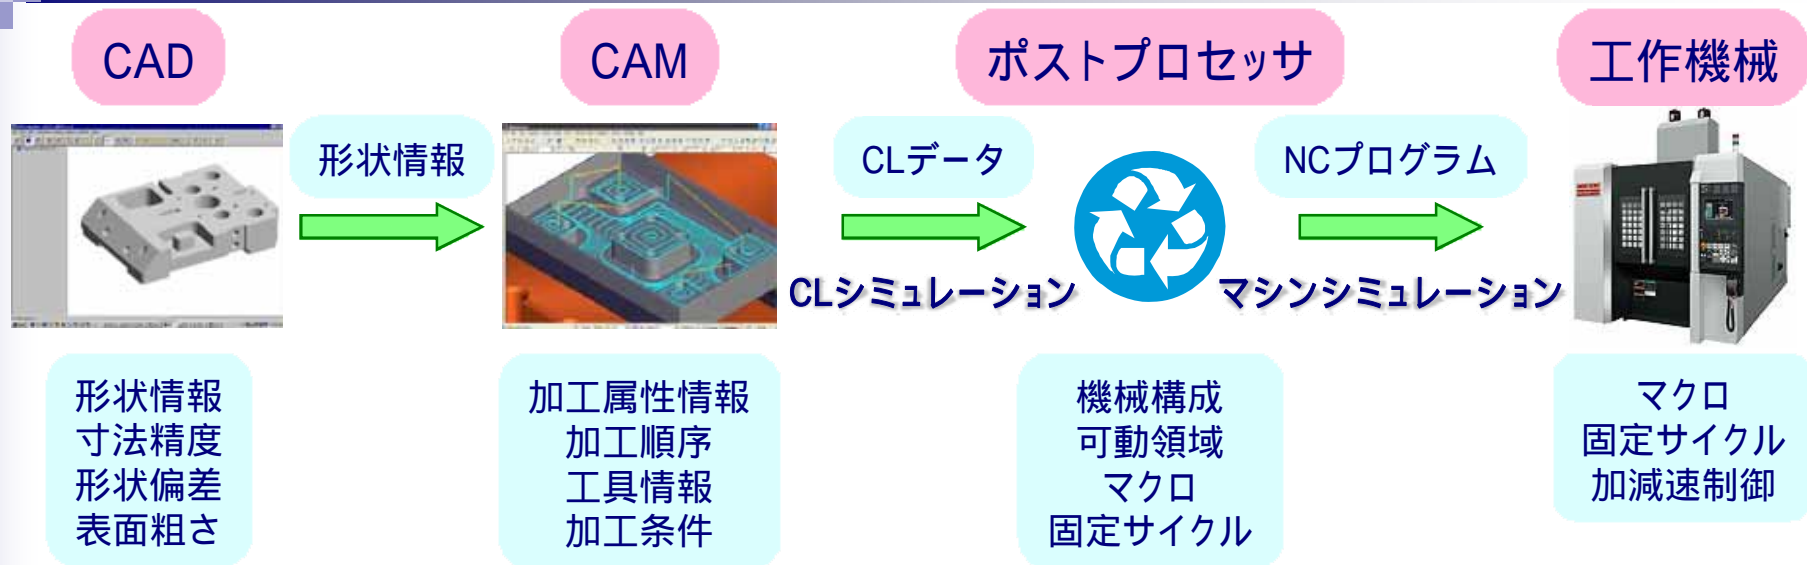 CAD
CAM
ポストプロセッサ
工作機械
形状情報
CLデータ
NCプログラム
CLシミュレーション
マシンシミュレーション
形状情報
寸法精度
形状偏差
表面粗さ
加工属性情報
加工順序
工具情報
加工条件
機械構成
可動領域
マクロ
固定サイクル
マクロ
固定サイクル
加減速制御